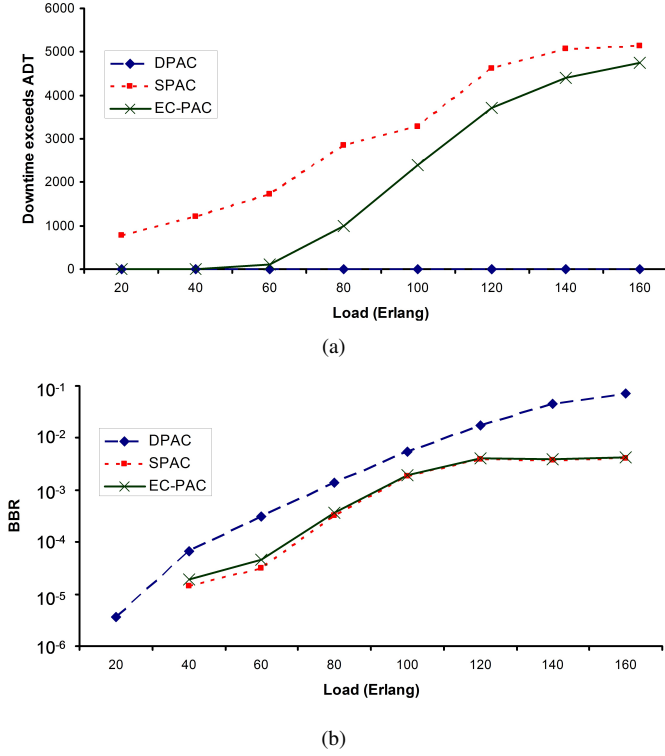 6000
5000
4000
3000
2000
1000
0
Downtime exceeds ADT
DPAC
SPAC
EC-PAC
20 40 60 80 100 120 140 160
Load (Erlang)
(a)
10-1
10-2
10-3
10-4
10-5
10-6
BBR
DPAC
SPAC
EC-PAC
20 40 60 80 100 120 140 160
Load (Erlang)
(b)